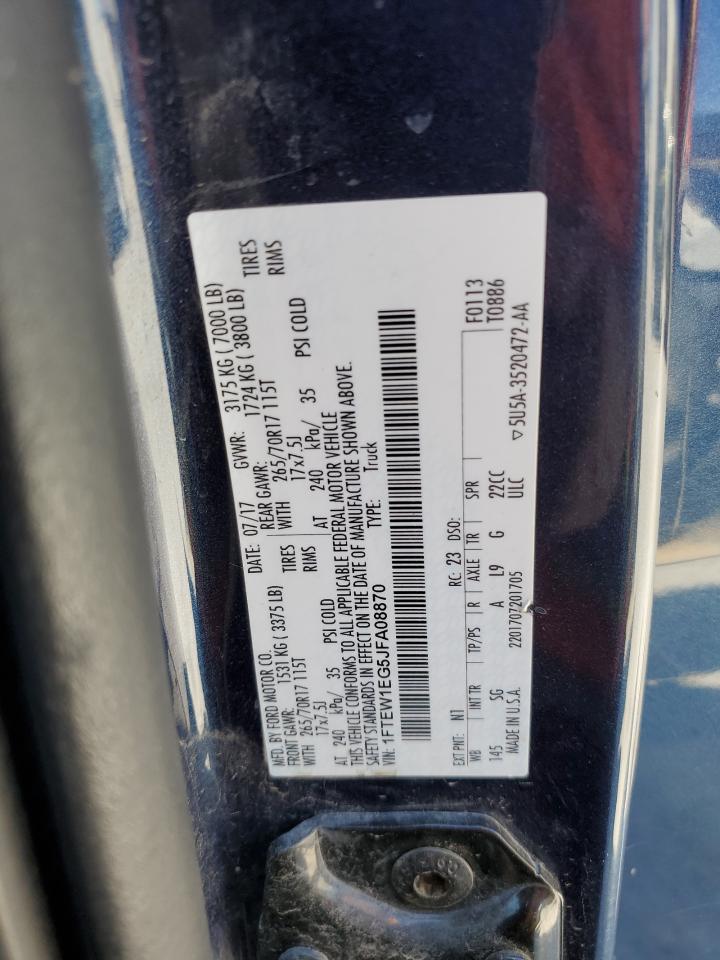 MFD. BY FORD MOTOR CO.
DATE: 07/17 GVWR: 3175 KG ( 7000 LB)
FRONT GAWR: 1531 KG ( 3375 LB) REAR GAWR: 1724 KG ( 3800 LB)
WITH 265/70R17 115T TIRES WITH 265/70R17 115T TIRES
17x7.5J RIMS 17x7.5J RIMS
AT 240 kPa/ 35 PSI COLD AT 240 kPa/ 35 PSI COLD
THIS VEHICLE CONFORMS TO ALL APPLICABLE FEDERAL MOTOR VEHICLE
SAFETY STANDARDS IN EFFECT ON THE DATE OF MANUFACTURE SHOWN ABOVE.
VIN: 1FTEW1EG5JFA08870 TYPE: Truck
EXT PNT: N1 RC: 23 DSO: F0113
WB INT TR TP/PS R AXLE TR SPR T0886
145 SG A L9 G 22CC
MADE IN U.S.A. 2201707201705 ULC ▽5U5A-3520472-AA